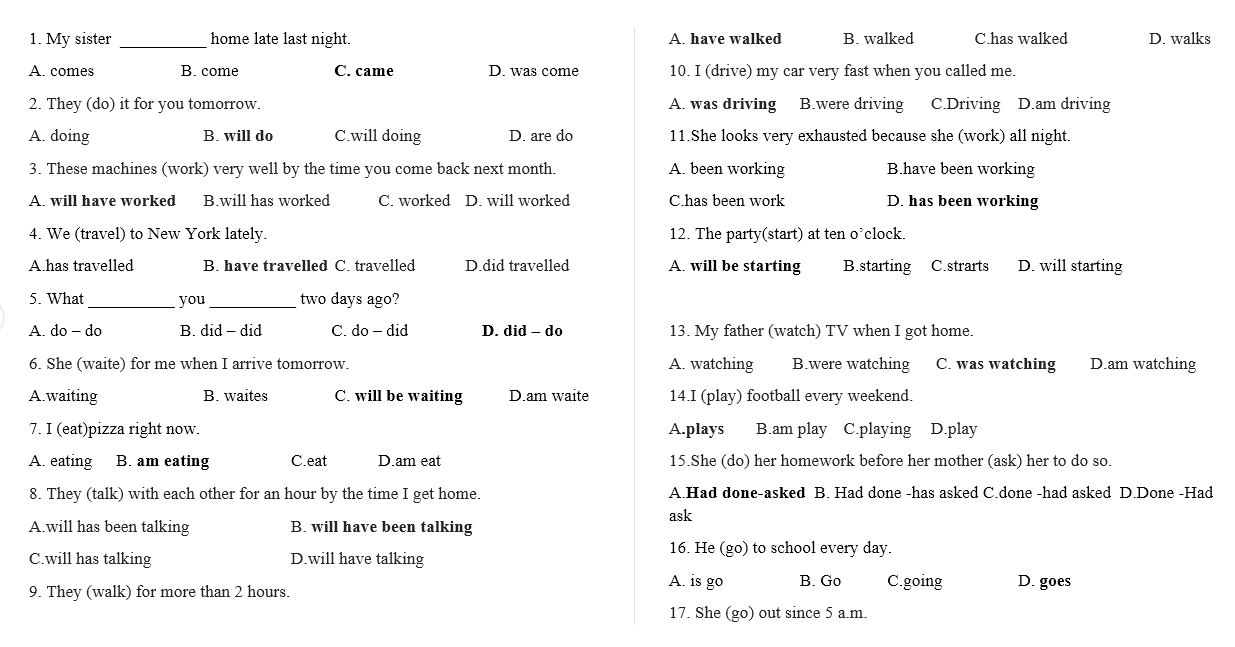 1. My sister __________ home late last night.
A. comes B. come C. came D. was come
2. They (do) it for you tomorrow.
A. doing B. will do C.will doing D. are do
3. These machines (work) very well by the time you come back next month.
A. will have worked B.will has worked C. worked D. will worked
4. We (travel) to New York lately.
A.has travelled B. have travelled C. travelled D.did travelled
5. What __________ you __________ two days ago?
A. do – do B. did – did C. do – did D. did – do
6. She (waite) for me when I arrive tomorrow.
A.waiting B. waites C. will be waiting D.am waite
7. I (eat)pizza right now.
A. eating B. am eating C.eat D.am eat
8. They (talk) with each other for an hour by the time I get home.
A.will has been talking B. will have been talking
C.will has talking D.will have talking
9. They (walk) for more than 2 hours.
A. have walked B. walked C.has walked D. walks
10. I (drive) my car very fast when you called me.
A. was driving B.were driving C.Driving D.am driving
11.She looks very exhausted because she (work) all night.
A. been working B.have been working
C.has been work D. has been working
12. The party(start) at ten o’clock.
A. will be starting B.starting C.strarts D. will starting
13. My father (watch) TV when I got home.
A. watching B.were watching C. was watching D.am watching
14.I (play) football every weekend.
A.plays B.am play C.playing D.play
15.She (do) her homework before her mother (ask) her to do so.
A.Had done-asked B. Had done -has asked C.done -had asked D.Done -Had
ask
16. He (go) to school every day.
A. is go B. Go C.going D. goes
17. She (go) out since 5 a.m.